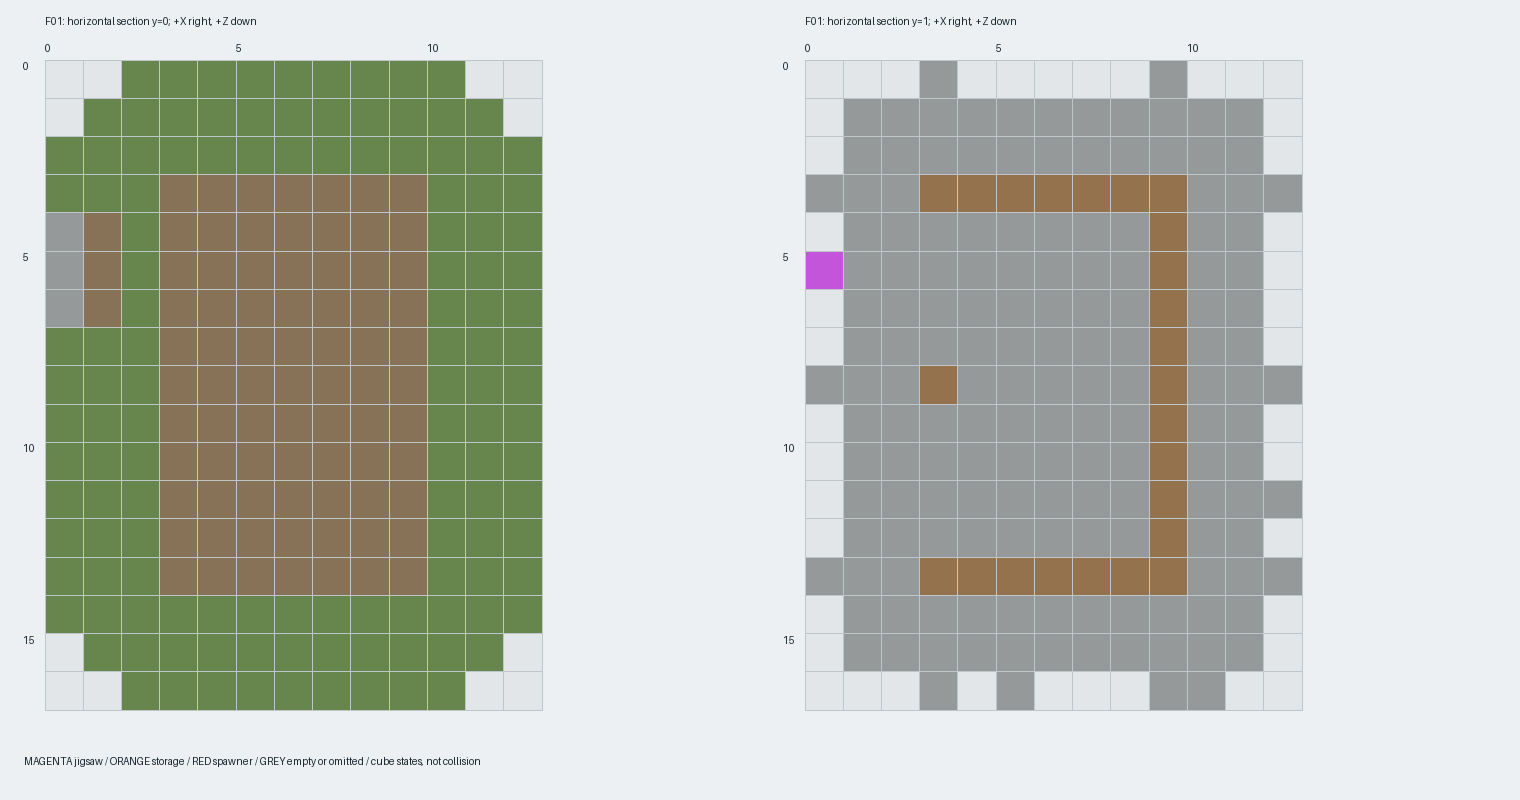 F01: horizontal section y=0; +X right, +Z down
F01: horizontal section y=1; +X right, +Z down
0 5 10
0 5 10
0
0
5
5
10
10
15
15
MAGENTA jigsaw / ORANGE storage / RED spawner / GREY empty or omitted / cube states, not collision